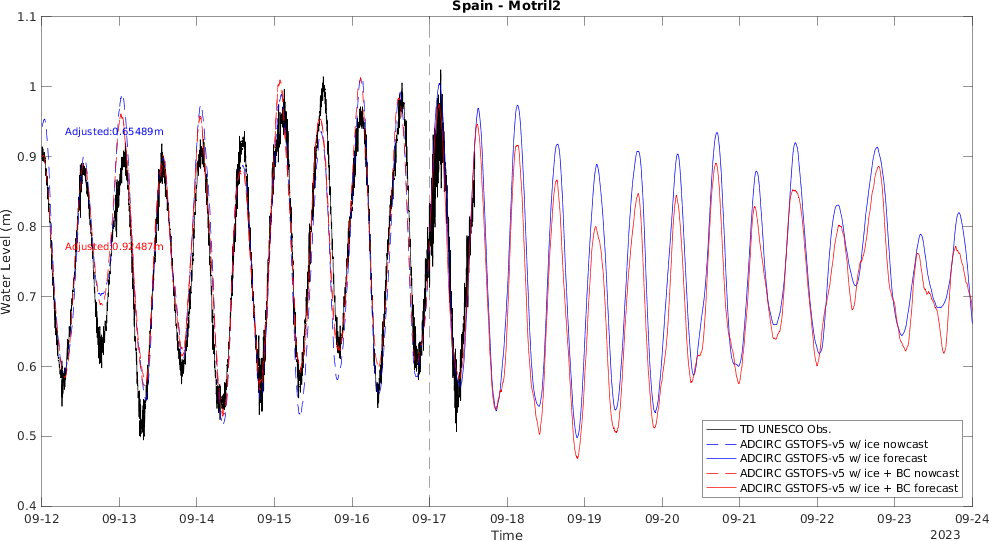 Spain - Motril2
1.1
1
0.9
0.8
0.7
0.6
0.5
0.4
Water Level (m)
Adjusted:0.65489m
Adjusted:0.92487m
TD UNESCO Obs.
ADCIRC GSTOFS-v5 w/ ice nowcast
ADCIRC GSTOFS-v5 w/ ice forecast
ADCIRC GSTOFS-v5 w/ ice + BC nowcast
ADCIRC GSTOFS-v5 w/ ice + BC forecast
09-12 09-13 09-14 09-15 09-16 09-17 09-18 09-19 09-20 09-21 09-22 09-23 09-24
Time 2023